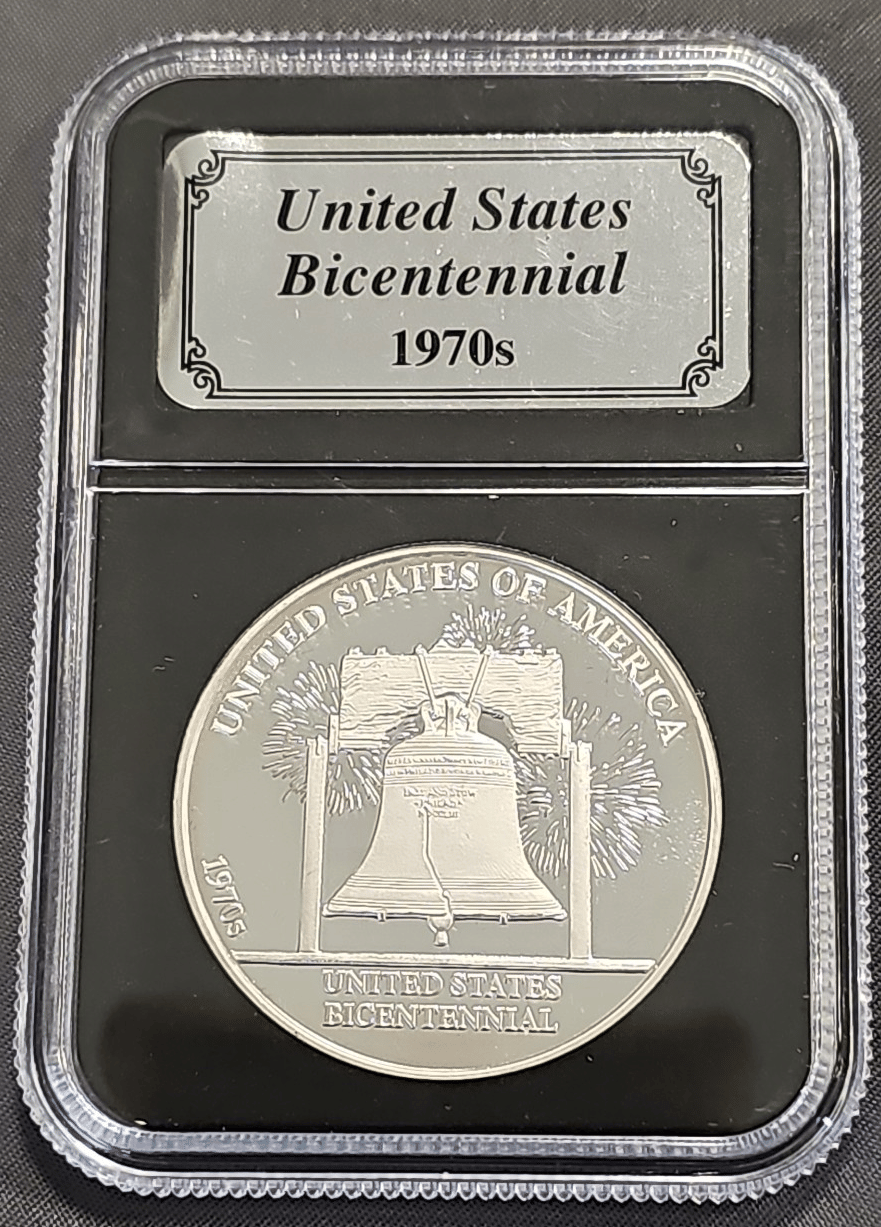 United States
Bicentennial
1970s
UNITED STATES OF AMERICA
1970s
UNITED STATES
BICENTENNIAL